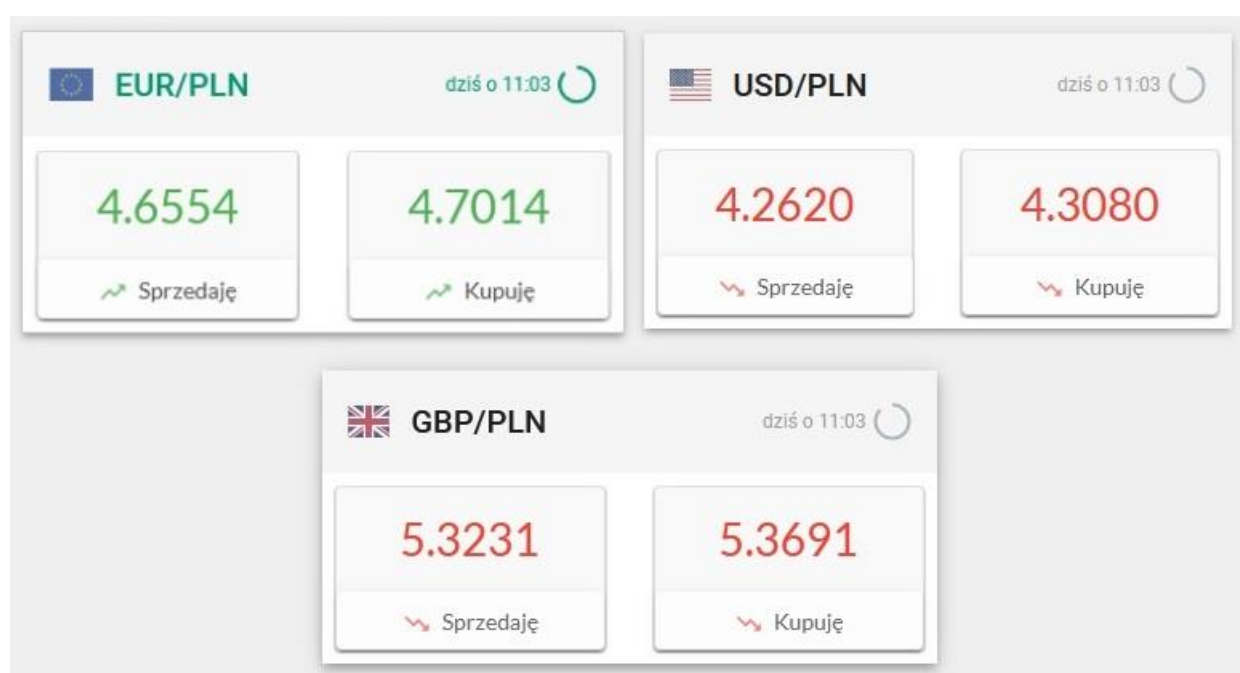 EUR/PLN dziś o 11:03
4.6554 4.7014
Sprzedaję Kupuję
USD/PLN dziś o 11:03
4.2620 4.3080
Sprzedaję Kupuję
GBP/PLN dziś o 11:03
5.3231 5.3691
Sprzedaję Kupuję